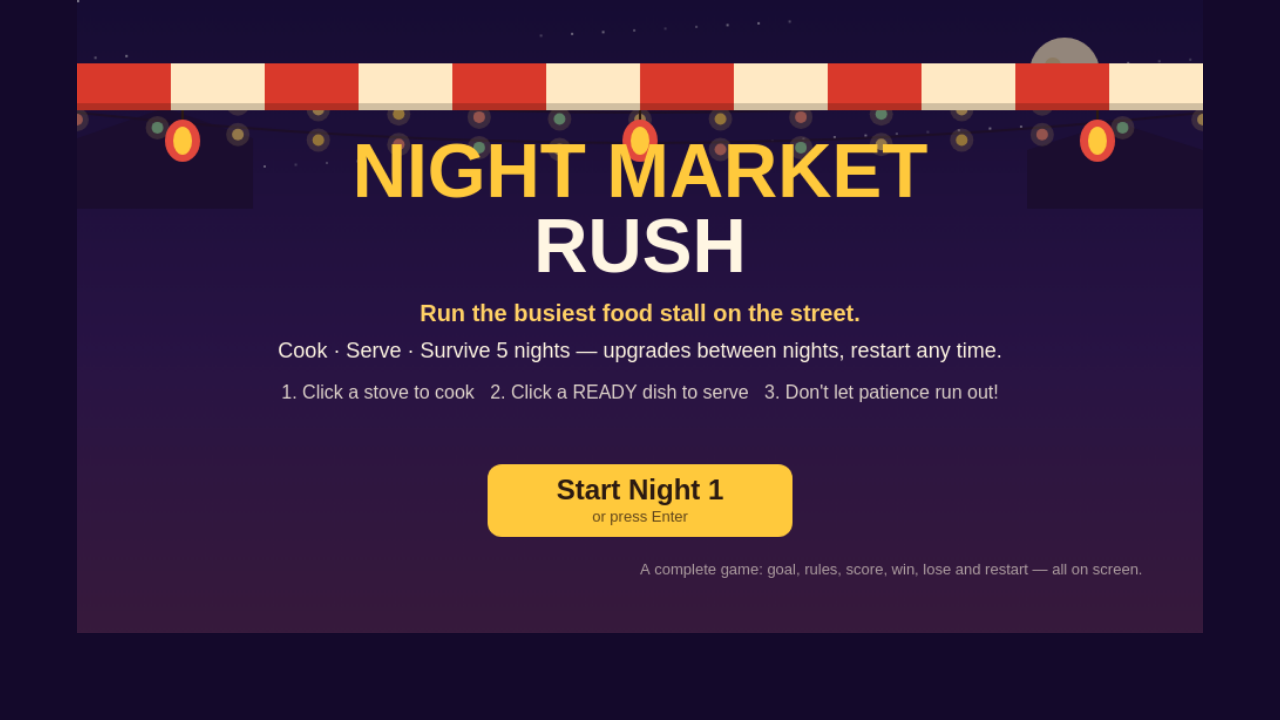 NIGHT MARKET
RUSH
Run the busiest food stall on the street.
Cook · Serve · Survive 5 nights — upgrades between nights, restart any time.
1. Click a stove to cook   2. Click a READY dish to serve   3. Don't let patience run out!
Start Night 1
or press Enter
A complete game: goal, rules, score, win, lose and restart — all on screen.